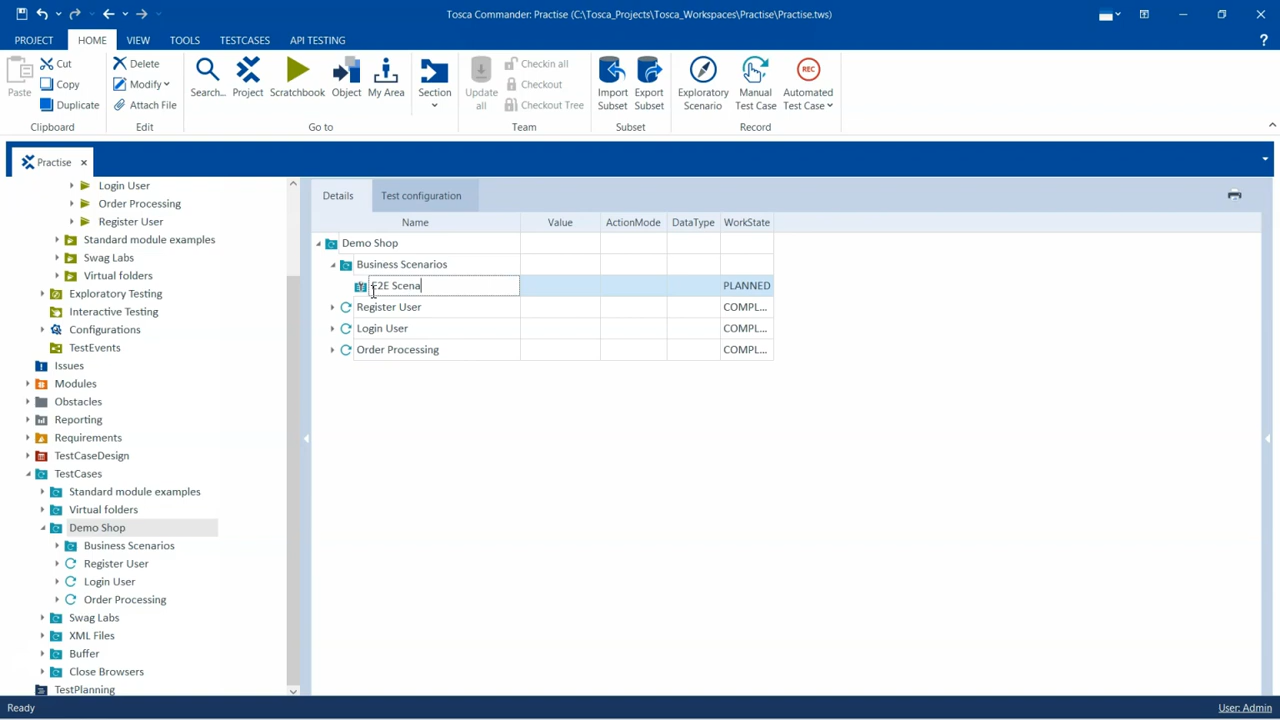 Tosca Commander: Practise (C:\Tosca_Projects\Tosca_Workspaces\Practise\Practise.tws)
PROJECT HOME VIEW TOOLS TESTCASES API TESTING
Paste Cut Copy Duplicate
Clipboard
Delete Modify Attach File
Edit
Search... Project Scratchbook Object My Area Section
Go to
Update all Checkin all Checkout Checkout Tree
Team
Import Subset Export Subset
Subset
Exploratory Scenario Manual Test Case REC Automated Test Case
Record
Practise
Login User
Order Processing
Register User
Standard module examples
Swag Labs
Virtual folders
Exploratory Testing
Interactive Testing
Configurations
TestEvents
Issues
Modules
Obstacles
Reporting
Requirements
TestCaseDesign
TestCases
Standard module examples
Virtual folders
Demo Shop
Business Scenarios
Register User
Login User
Order Processing
Swag Labs
XML Files
Buffer
Close Browsers
TestPlanning
Details Test configuration
Name Value ActionMode DataType WorkState
Demo Shop
Business Scenarios
E2E Scena PLANNED
Register User COMPL...
Login User COMPL...
Order Processing COMPL...
Ready User: Admin